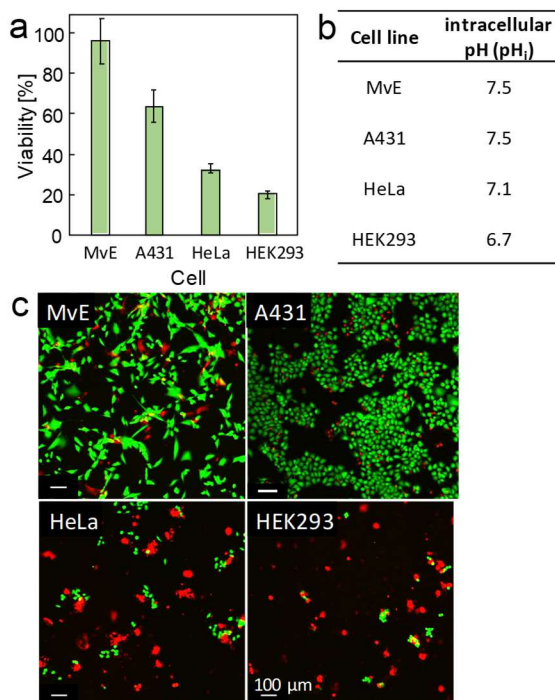 a
Viability [%]
100
80
60
40
20
0
MvE A431 HeLa HEK293
Cell
b
Cell line intracellular pH (pHi)
MvE 7.5
A431 7.5
HeLa 7.1
HEK293 6.7
c
MvE A431
HeLa HEK293
100 μm